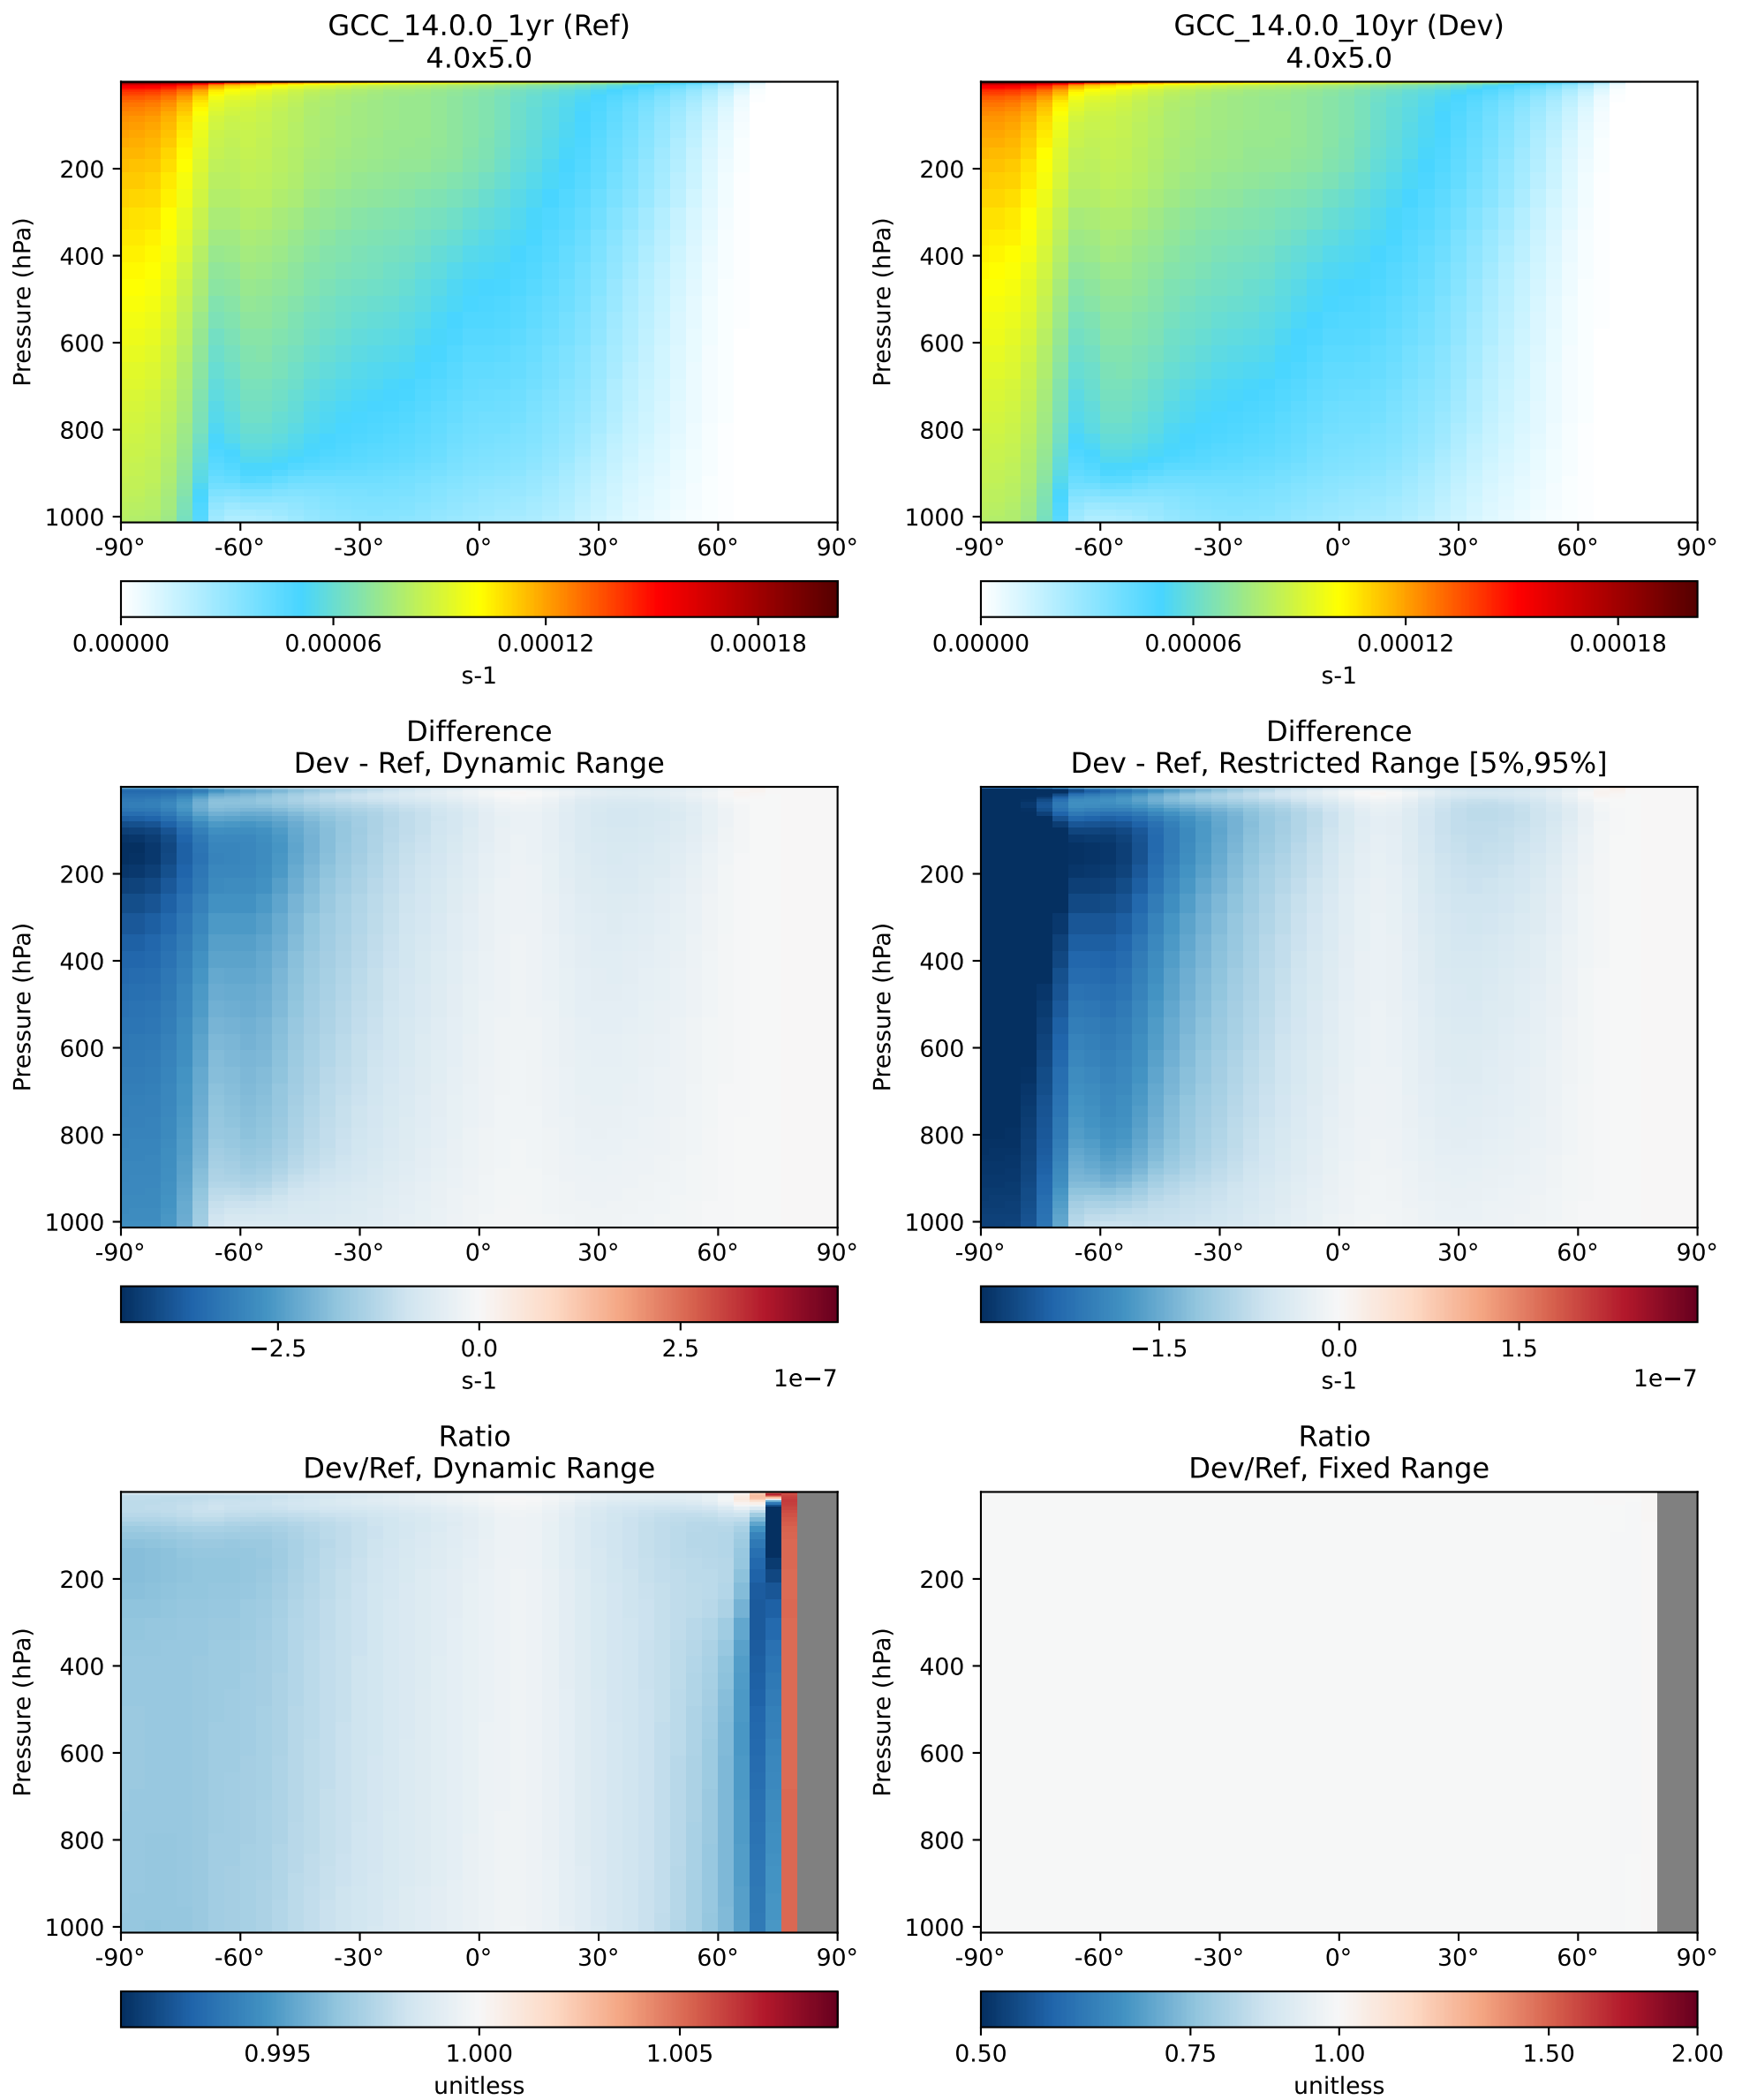 GCC_14.0.0_1yr (Ref)
4.0x5.0
Pressure (hPa)
200
400
600
800
1000
-90° -60° -30° 0° 30° 60° 90°
0.00000 0.00006 0.00012 0.00018
s-1
GCC_14.0.0_10yr (Dev)
4.0x5.0
Pressure (hPa)
200
400
600
800
1000
-90° -60° -30° 0° 30° 60° 90°
0.00000 0.00006 0.00012 0.00018
s-1
Difference
Dev - Ref, Dynamic Range
Pressure (hPa)
200
400
600
800
1000
-90° -60° -30° 0° 30° 60° 90°
−2.5 0.0 2.5
s-1 1e−7
Difference
Dev - Ref, Restricted Range [5%,95%]
Pressure (hPa)
200
400
600
800
1000
-90° -60° -30° 0° 30° 60° 90°
−1.5 0.0 1.5
s-1 1e−7
Ratio
Dev/Ref, Dynamic Range
Pressure (hPa)
200
400
600
800
1000
-90° -60° -30° 0° 30° 60° 90°
0.995 1.000 1.005
unitless
Ratio
Dev/Ref, Fixed Range
Pressure (hPa)
200
400
600
800
1000
-90° -60° -30° 0° 30° 60° 90°
0.50 0.75 1.00 1.50 2.00
unitless